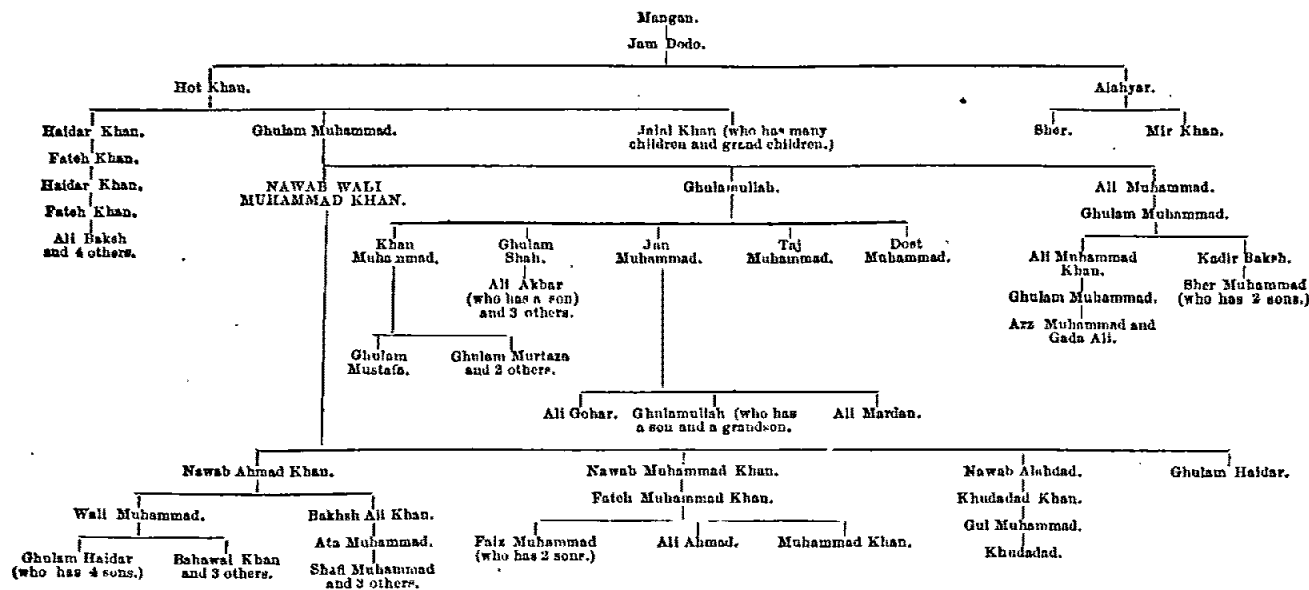 Mangan.
Jam Dodo.
Hot Khan.
Alahyar.
Haidar Khan.
Ghulam Muhammad.
Jalal Khan (who has many
children and grand children.)
Sher.
Mir Khan.
Fateh Khan.
Haidar Khan.
Fateh Khan.
Ali Baksh
and 4 others.
NAWAB WALI
MUHAMMAD KHAN.
Ghulamullah.
Ali Muhammad.
Ghulam Muhammad.
Khan
Muhammad.
Ghulam
Shah.
Jan
Muhammad.
Taj
Muhammad.
Dost
Muhammad.
Ali Muhammad
Khan.
Kadir Baksh.
Ali Akbar
(who has a son)
and 3 others.
Ghulam Muhammad.
Sher Muhammad
(who has 2 sons.)
Arz Muhammad and
Gada Ali.
Ghulam
Mustafa.
Ghulam Murtaza
and 2 others.
Ali Gohar.
Ghulamullah (who has
a son and a grandson.
Ali Mardan.
Nawab Ahmad Khan.
Nawab Muhammad Khan.
Nawab Alahdad.
Ghulam Haidar.
Wali Muhammad.
Bakhsh Ali Khan.
Fateh Muhammad Khan.
Khudadad Khan.
Ghulam Haidar
(who has 4 sons.)
Bahawal Khan
and 3 others.
Ata Muhammad.
Shafi Muhammad
and 3 others.
Faiz Muhammad
(who has 2 sons.)
Ali Ahmad.
Muhammad Khan.
Gul Muhammad.
Khudadad.